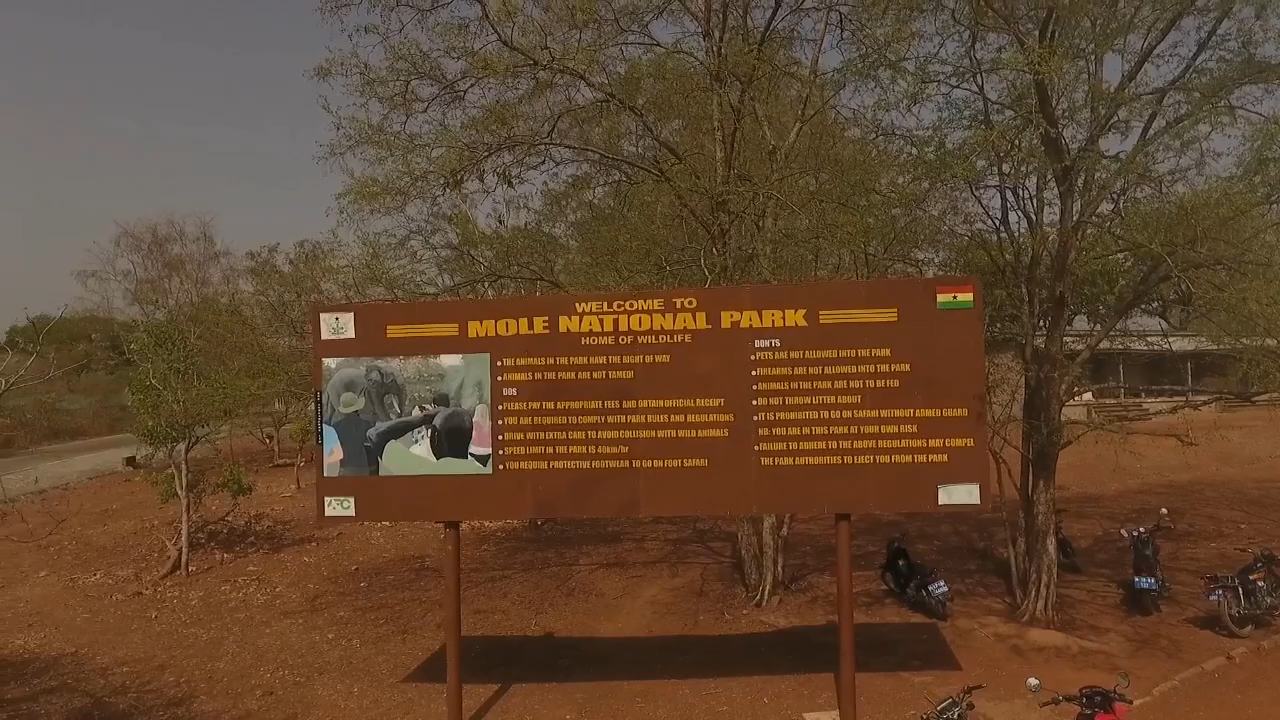 WELCOME TO
MOLE NATIONAL PARK
HOME OF WILDLIFE
THE ANIMALS IN THE PARK HAVE THE RIGHT OF WAY
ANIMALS IN THE PARK ARE NOT TAMED!
DOS
PLEASE PAY THE APPROPRIATE FEES AND OBTAIN OFFICIAL RECEIPT
YOU ARE REQUIRED TO COMPLY WITH PARK RULES AND REGULATIONS
DRIVE WITH EXTRA CARE TO AVOID COLLISION WITH WILD ANIMALS
SPEED LIMIT IN THE PARK IS 40km/hr
YOU REQUIRE PROTECTIVE FOOTWEAR TO GO ON FOOT SAFARI
DON'TS
PETS ARE NOT ALLOWED INTO THE PARK
FIREARMS ARE NOT ALLOWED INTO THE PARK
ANIMALS IN THE PARK ARE NOT TO BE FED
DO NOT THROW LITTER ABOUT
IT IS PROHIBITED TO GO ON SAFARI WITHOUT ARMED GUARD
NB: YOU ARE IN THIS PARK AT YOUR OWN RISK
FAILURE TO ADHERE TO THE ABOVE REGULATIONS MAY COMPEL
THE PARK AUTHORITIES TO EJECT YOU FROM THE PARK